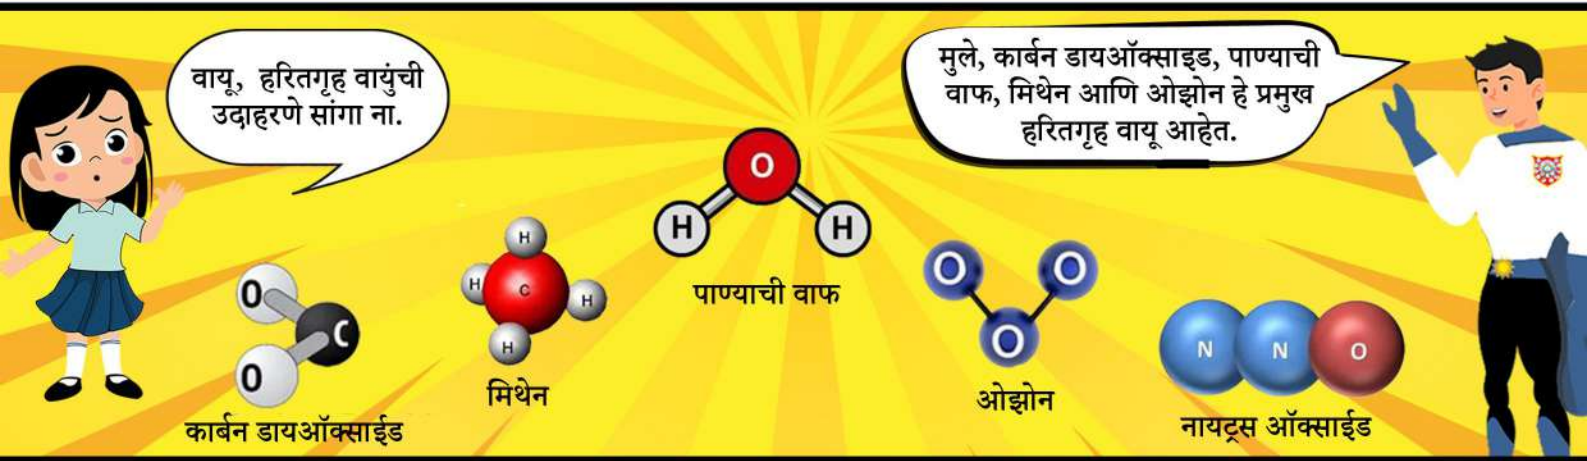 वायू, हरितगृह वायुंची
उदाहरणे सांगा ना.
मुले, कार्बन डायऑक्साइड, पाण्याची
वाफ, मिथेन आणि ओझोन हे प्रमुख
हरितगृह वायू आहेत.
O
H H
पाण्याची वाफ
O
C
O
कार्बन डायऑक्साईड
H
H C H
H
मिथेन
O O
O
ओझोन
N N O
नायट्रस ऑक्साईड